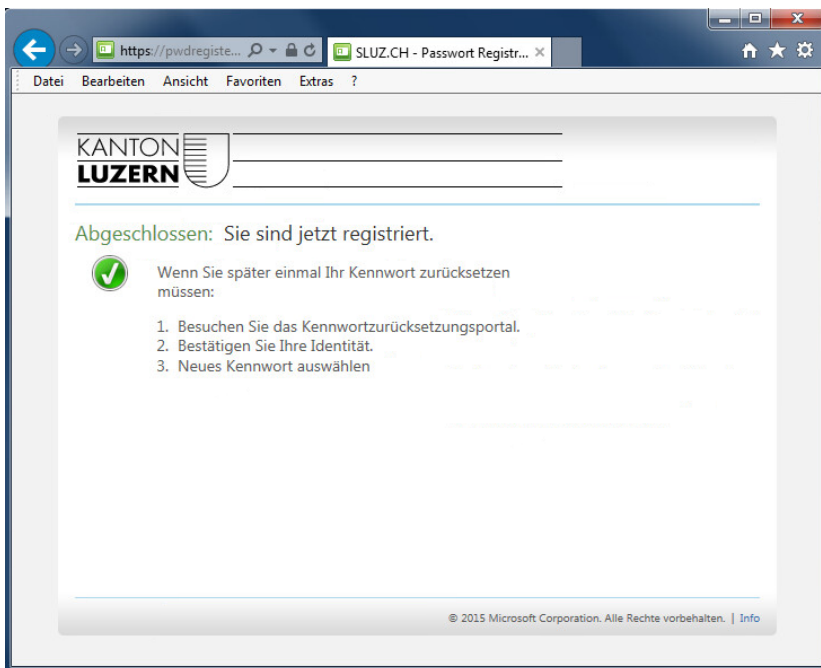 https://pwdregiste...
SLUZ.CH - Passwort Registr...
Datei Bearbeiten Ansicht Favoriten Extras ?
KANTON
LUZERN
Abgeschlossen: Sie sind jetzt registriert.
Wenn Sie später einmal Ihr Kennwort zurücksetzen
müssen:
1. Besuchen Sie das Kennwortzurücksetzungsportal.
2. Bestätigen Sie Ihre Identität.
3. Neues Kennwort auswählen
© 2015 Microsoft Corporation. Alle Rechte vorbehalten. | Info